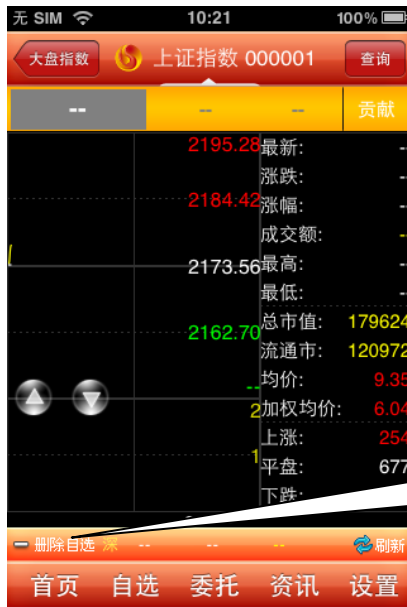 无 SIM 10:21 100%
大盘指数 上证指数 000001 查询
-- -- -- 贡献
2195.28 最新: --
涨跌: --
2184.42 涨幅: --
成交额: --
2173.56 最高: --
最低: --
2162.70 总市值: 179624
流通市: 120972
-- 均价: 9.35
2 加权均价: 6.04
上涨: 254
1 平盘: 677
下跌:
删除自选 深 -- -- -- 刷新
首页 自选 委托 资讯 设置